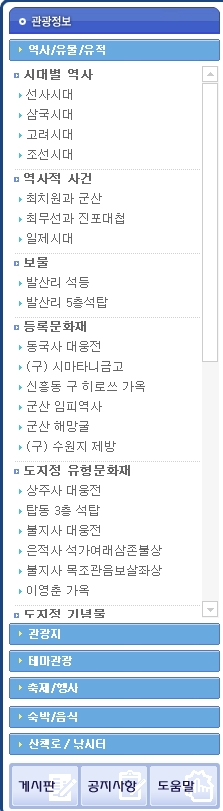 관광정보
역사/유물/유적
시대별 역사
선사시대
삼국시대
고려시대
조선시대
역사적 사건
최치원과 군산
최무선과 진포대첩
일제시대
보물
발산리 석등
발산리 5층석탑
등록문화재
동국사 대웅전
(구) 시마타니금고
신흥동 구 히로쓰 가옥
군산 임피역사
군산 해망굴
(구) 수원지 제방
도지정 유형문화재
상주사 대웅전
탑동 3층 석탑
불지사 대웅전
은적사 석가여래삼존불상
불지사 목조관음보살좌상
이영춘 가옥
도지정 기념물
관광지
테마관광
축제/행사
숙박/음식
산책로 / 낚시터
게시판 공지사항 도움말